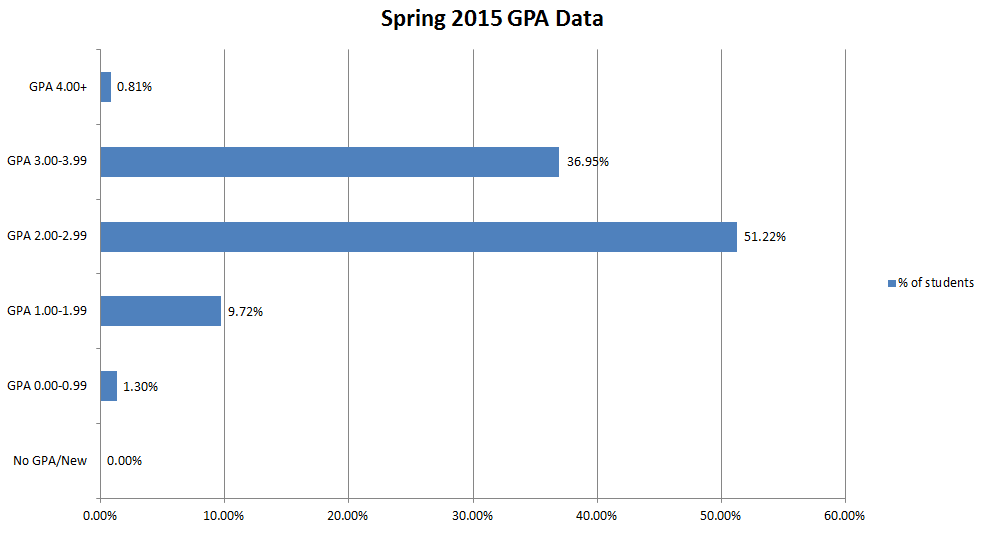 Spring 2015 GPA Data
GPA 4.00+
0.81%
GPA 3.00-3.99
36.95%
GPA 2.00-2.99
51.22%
% of students
GPA 1.00-1.99
9.72%
GPA 0.00-0.99
1.30%
No GPA/New
0.00%
0.00% 10.00% 20.00% 30.00% 40.00% 50.00% 60.00%